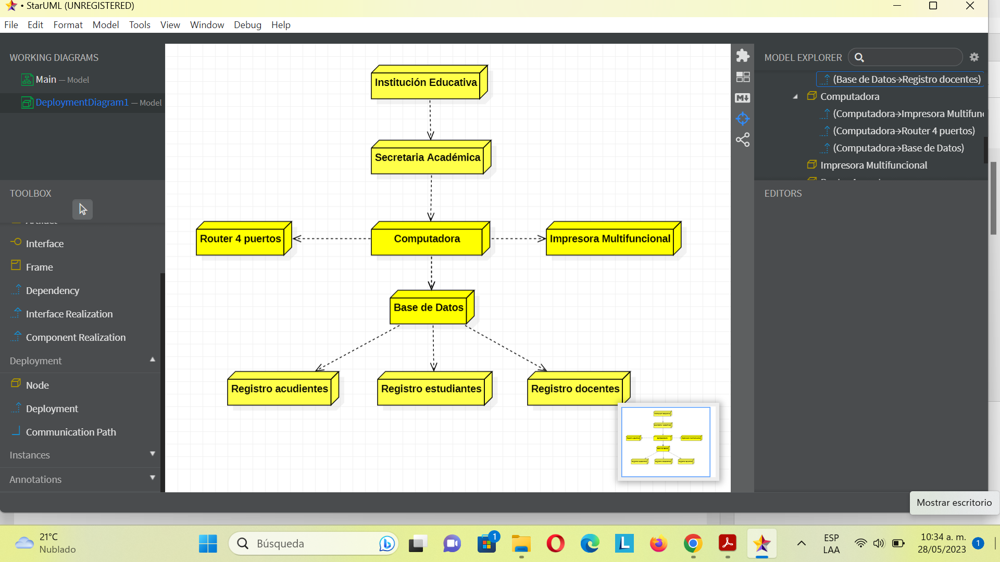 • StarUML (UNREGISTERED)
File Edit Format Model Tools View Window Debug Help
WORKING DIAGRAMS
Main — Model
DeploymentDiagram1 — Model
TOOLBOX
Interface
Frame
Dependency
Interface Realization
Component Realization
Deployment
Node
Deployment
Communication Path
Instances
Annotations
Institución Educativa
Secretaria Académica
Router 4 puertos
Computadora
Impresora Multifuncional
Base de Datos
Registro acudientes
Registro estudiantes
Registro docentes
MODEL EXPLORER
(Base de Datos→Registro docentes)
Computadora
(Computadora→Impresora Multifun
(Computadora→Router 4 puertos)
(Computadora→Base de Datos)
Impresora Multifuncional
EDITORS
Mostrar escritorio
21°C
Nublado
Búsqueda
1
ESP
LAA
10:34 a. m.
28/05/2023
1